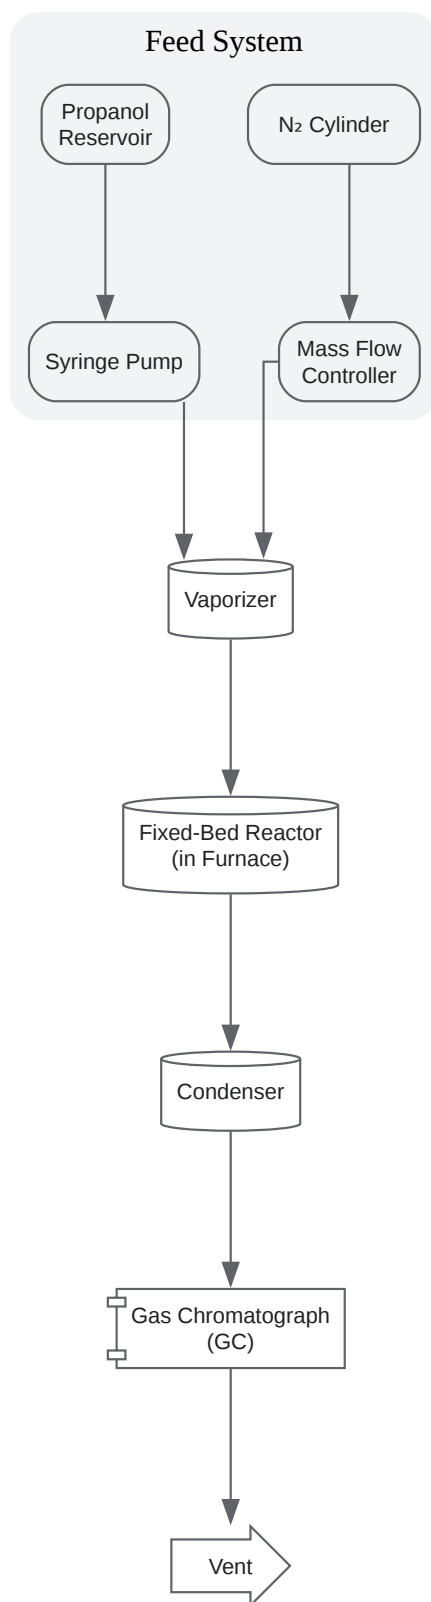 Feed System
Propanol
Reservoir
N₂ Cylinder
Syringe Pump
Mass Flow
Controller
Vaporizer
Fixed-Bed Reactor
(in Furnace)
Condenser
Gas Chromatograph
(GC)
Vent